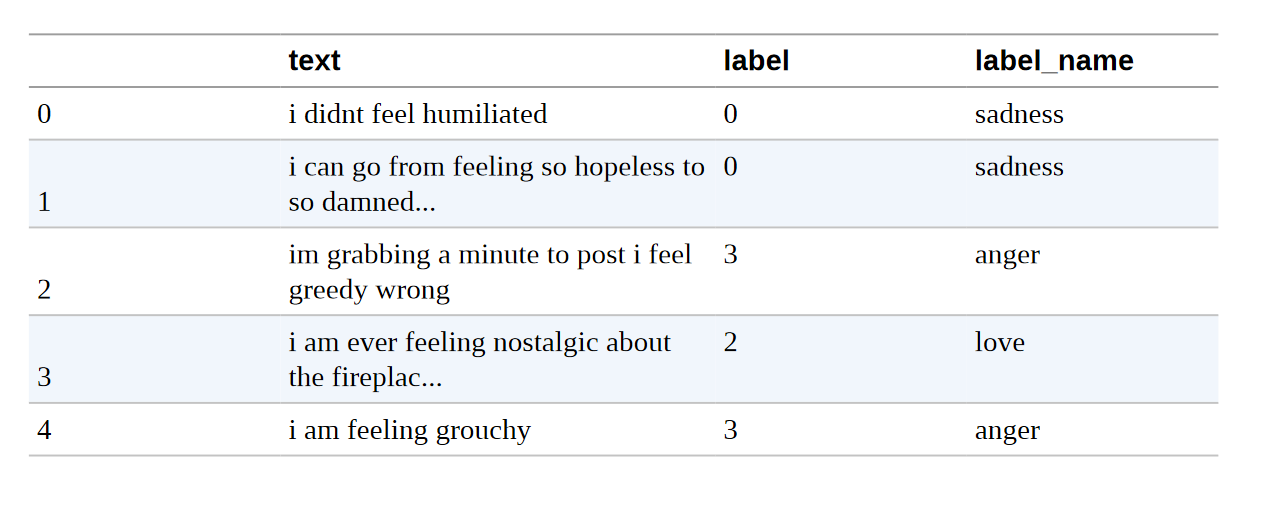 text label label_name
0 i didnt feel humiliated 0 sadness
i can go from feeling so hopeless to 0 sadness
1 so damned...
im grabbing a minute to post i feel 3 anger
2 greedy wrong
i am ever feeling nostalgic about 2 love
3 the fireplac...
4 i am feeling grouchy 3 anger